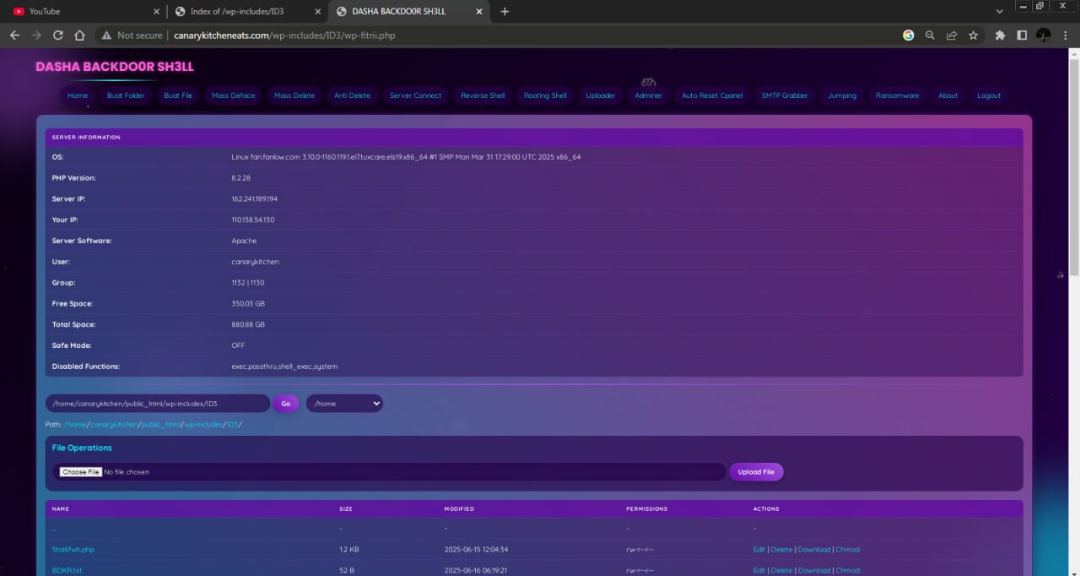 YouTube
Index of /wp-includes/ID3
DASHA BACKDOOR SH3LL
Not secure | canarykitcheneats.com/wp-includes/ID3/wp-fitrii.php
DASHA BACKDO0R SH3LL
Home Buat Folder Buat File Mass Deface Mass Delete Anti Delete Server Connect Reverse Shell Rooting Shell Uploader Adminer Auto Reset Cpanel SMTP Grabber Jumping Ransomware About Logout
SERVER INFORMATION
OS: Linux fan.fanlow.com 3.10.0-1160.119.1.el7.tuxcare.els19.x86_64 #1 SMP Mon Mar 31 17:29:00 UTC 2025 x86_64
PHP Version: 8.2.28
Server IP: 162.241.189.194
Your IP: 110.138.54.130
Server Software: Apache
User: canarykitchen
Group: 1132 | 1130
Free Space: 350.03 GB
Total Space: 880.88 GB
Safe Mode: OFF
Disabled Functions: exec,passthru,shell_exec,system
/home/canarykitchen/public_html/wp-includes/ID3 Go /home
Path: /home/canarykitchen/public_html/wp-includes/ID3/
File Operations
Choose File No file chosen Upload File
NAME SIZE MODIFIED PERMISSIONS ACTIONS
.. - - - -
1.2 KB 2025-06-15 12:04:34 rw-r--r-- Edit | Delete | Download | Chmod
BDKR.txt 52 B 2025-06-16 06:19:21 rw-r--r-- Edit | Delete | Download | Chmod